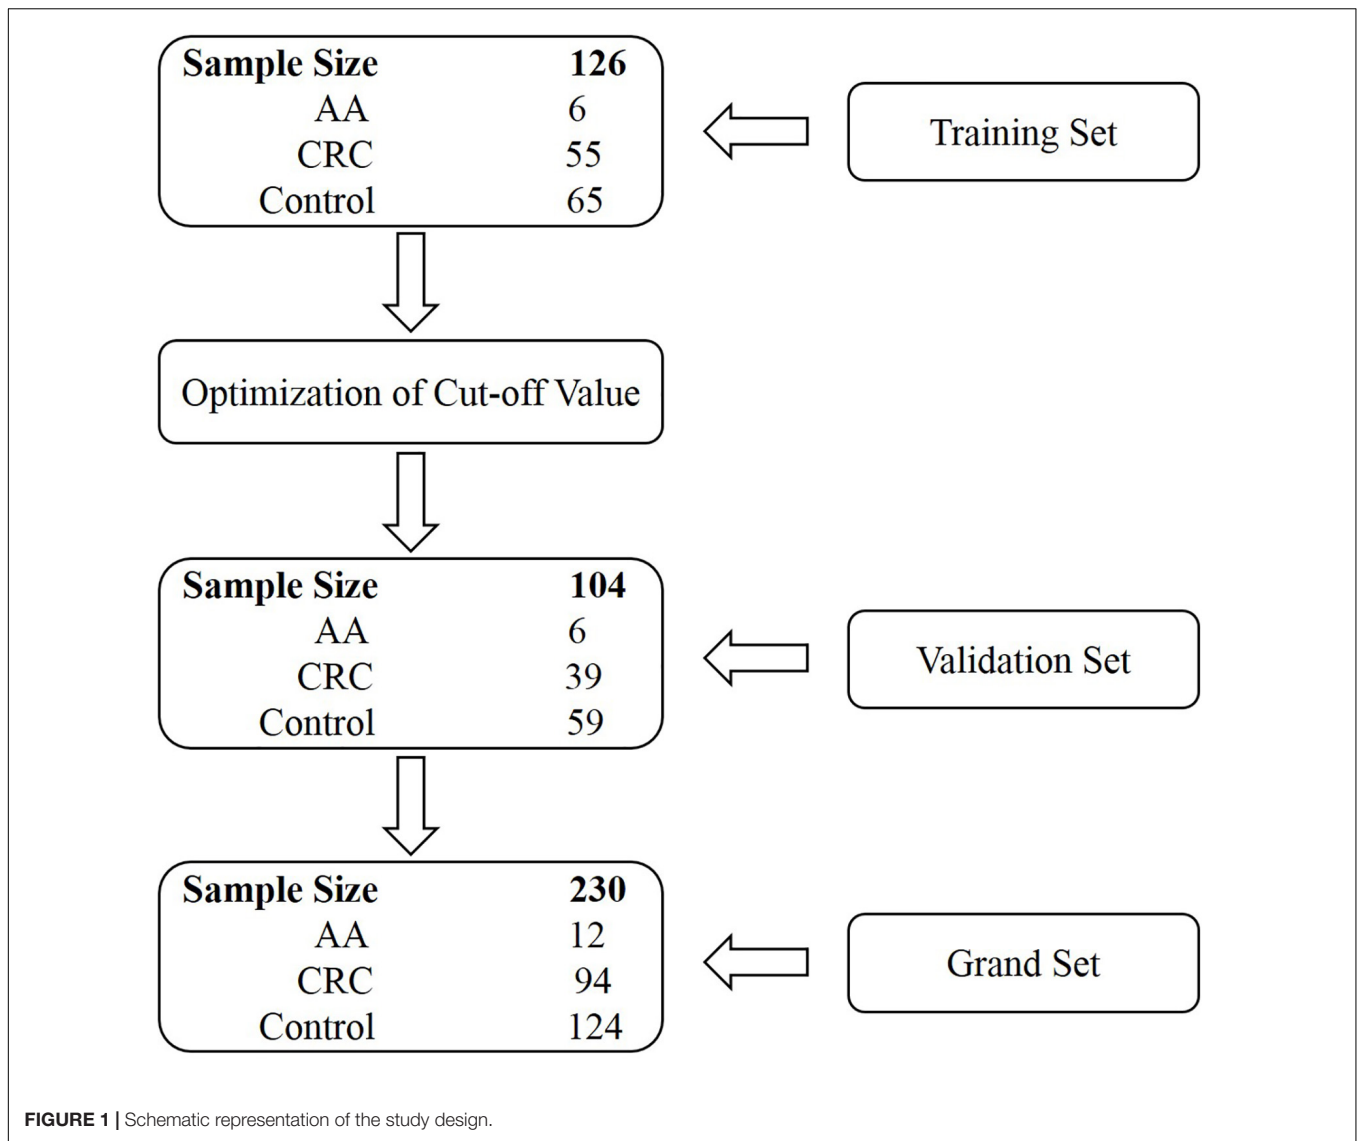 Sample Size 126
AA 6
CRC 55
Control 65
Training Set
Optimization of Cut-off Value
Sample Size 104
AA 6
CRC 39
Control 59
Validation Set
Sample Size 230
AA 12
CRC 94
Control 124
Grand Set
FIGURE 1 | Schematic representation of the study design.